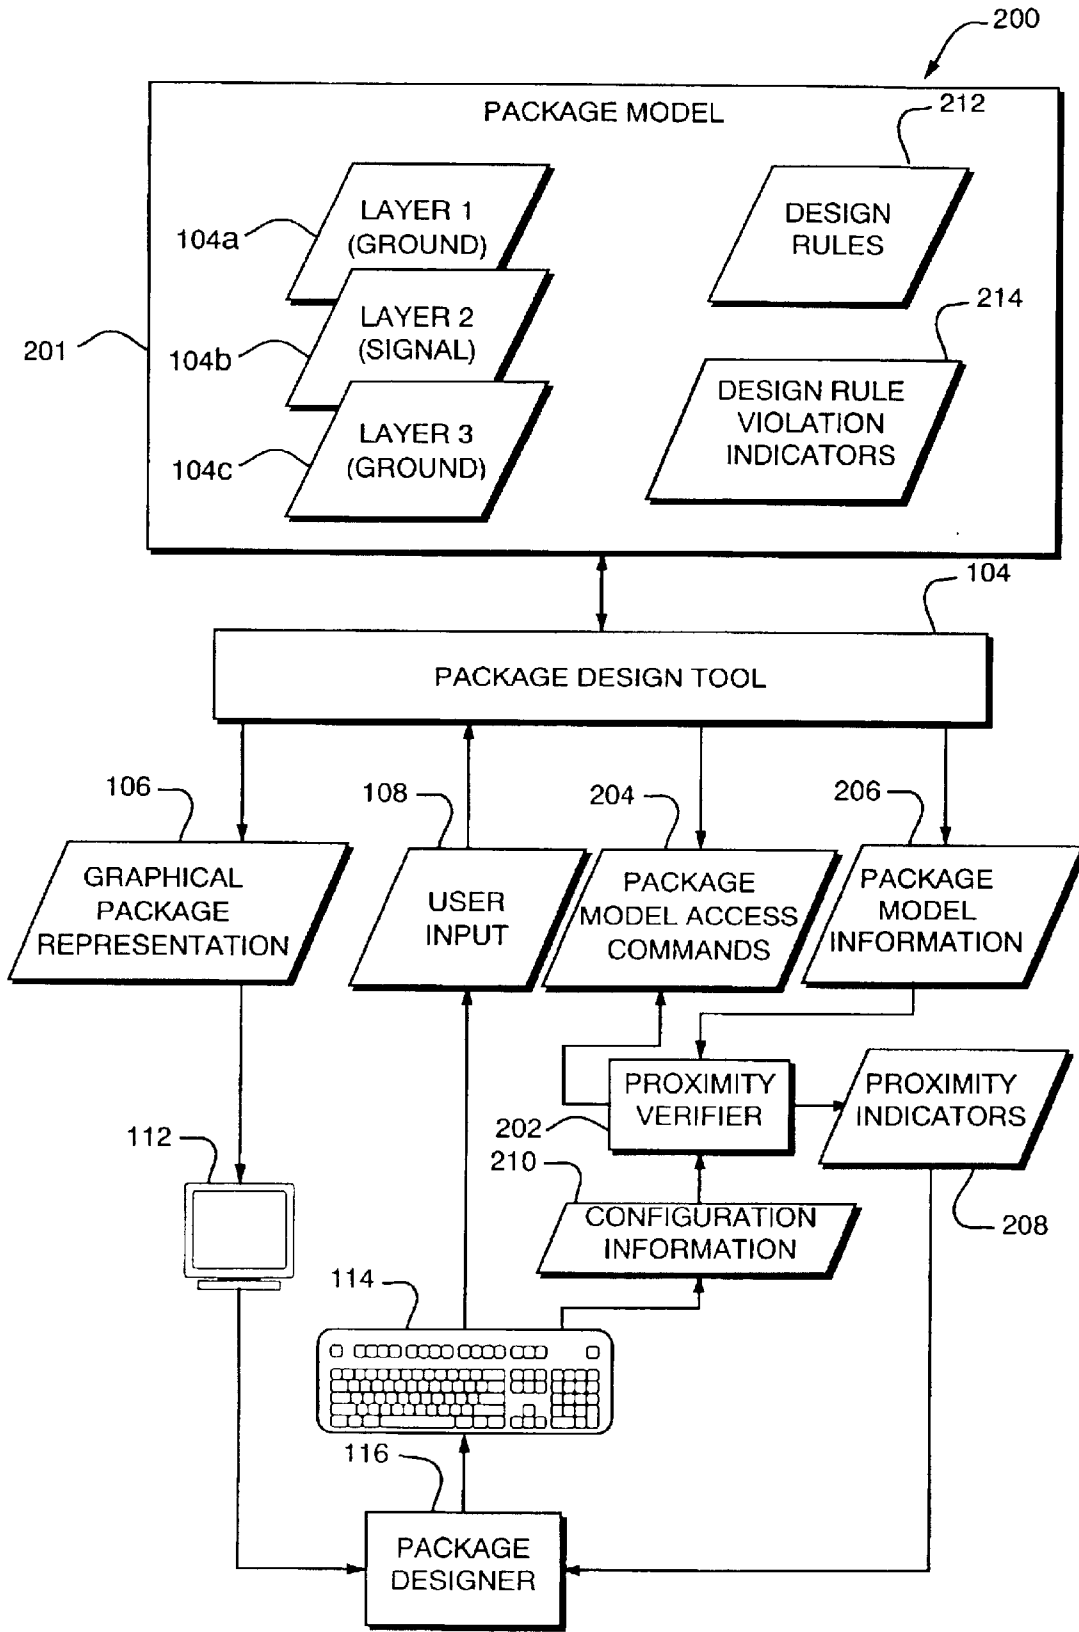 200
PACKAGE MODEL
212
LAYER 1
(GROUND)
104a
DESIGN
RULES
LAYER 2
(SIGNAL)
104b
214
201
DESIGN RULE
VIOLATION
INDICATORS
LAYER 3
(GROUND)
104c
104
PACKAGE DESIGN TOOL
106
108
204
206
GRAPHICAL
PACKAGE
REPRESENTATION
USER
INPUT
PACKAGE
MODEL ACCESS
COMMANDS
PACKAGE
MODEL
INFORMATION
PROXIMITY
VERIFIER
PROXIMITY
INDICATORS
202
112
210
208
CONFIGURATION
INFORMATION
114
116
PACKAGE
DESIGNER